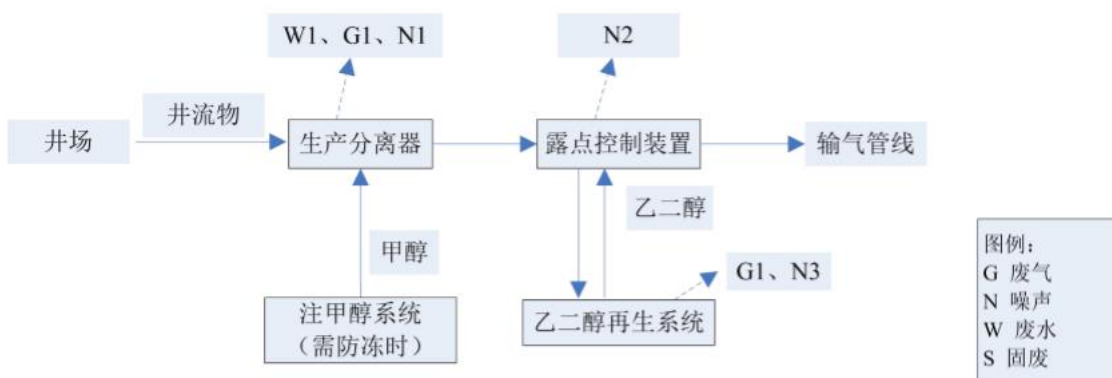 W1、G1、N1
N2
井场
井流物
生产分离器
露点控制装置
输气管线
甲醇
乙二醇
G1、N3
注甲醇系统
（需防冻时）
乙二醇再生系统
图例：
G 废气
N 噪声
W 废水
S 固废